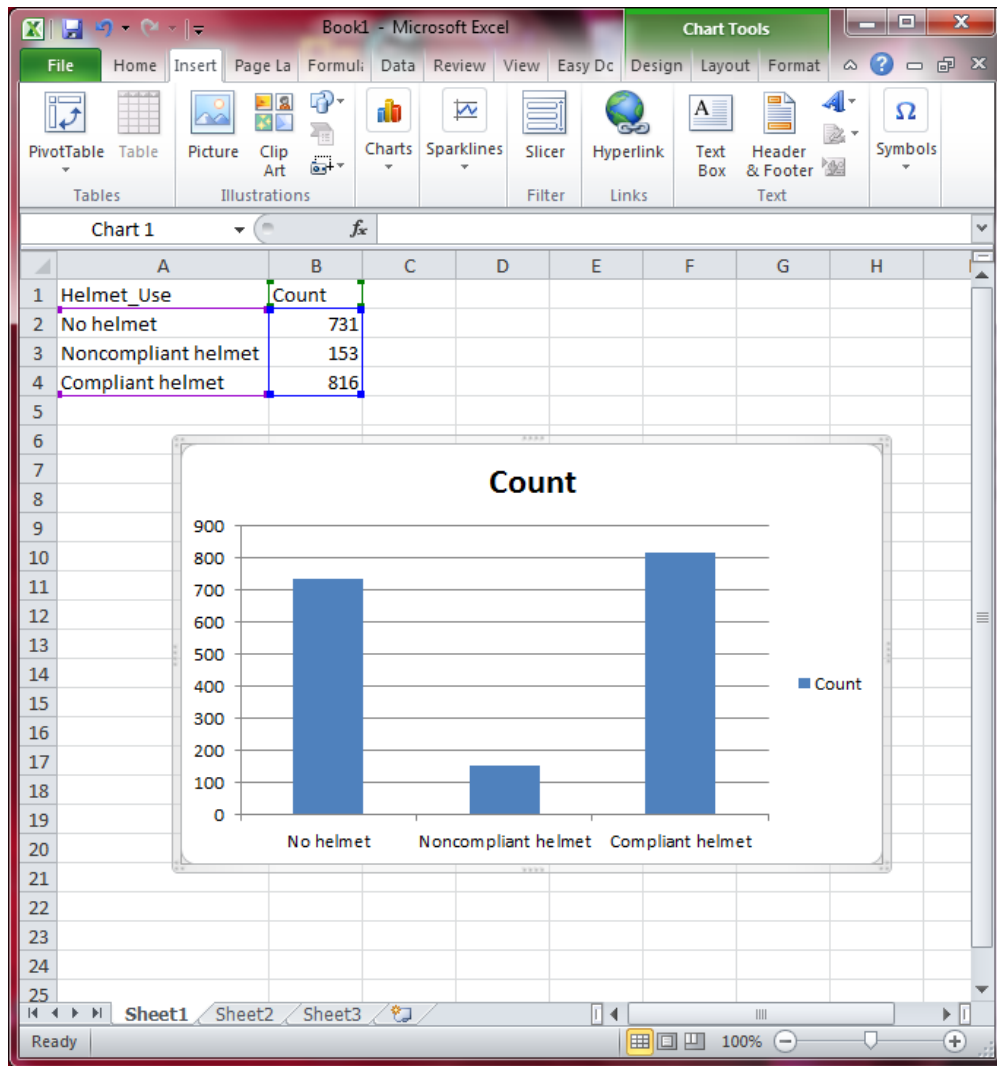 Book1 - Microsoft Excel
Chart Tools
File Home Insert Page La Formula Data Review View Easy Dc Design Layout Format
PivotTable Table Picture Clip Art Charts Sparklines Slicer Hyperlink Text Box Header & Footer Symbols
Tables Illustrations Filter Links Text
Chart 1 fx
A B C D E F G H
1 Helmet_Use Count
2 No helmet 731
3 Noncompliant helmet 153
4 Compliant helmet 816
5
6
7
8
9
10
11
12
13
14
15
16
17
18
19
20
21
22
23
24
25
Count
900
800
700
600
500
400
300
200
100
0
No helmet Noncompliant helmet Compliant helmet
Count
Sheet1 Sheet2 Sheet3
Ready 100%